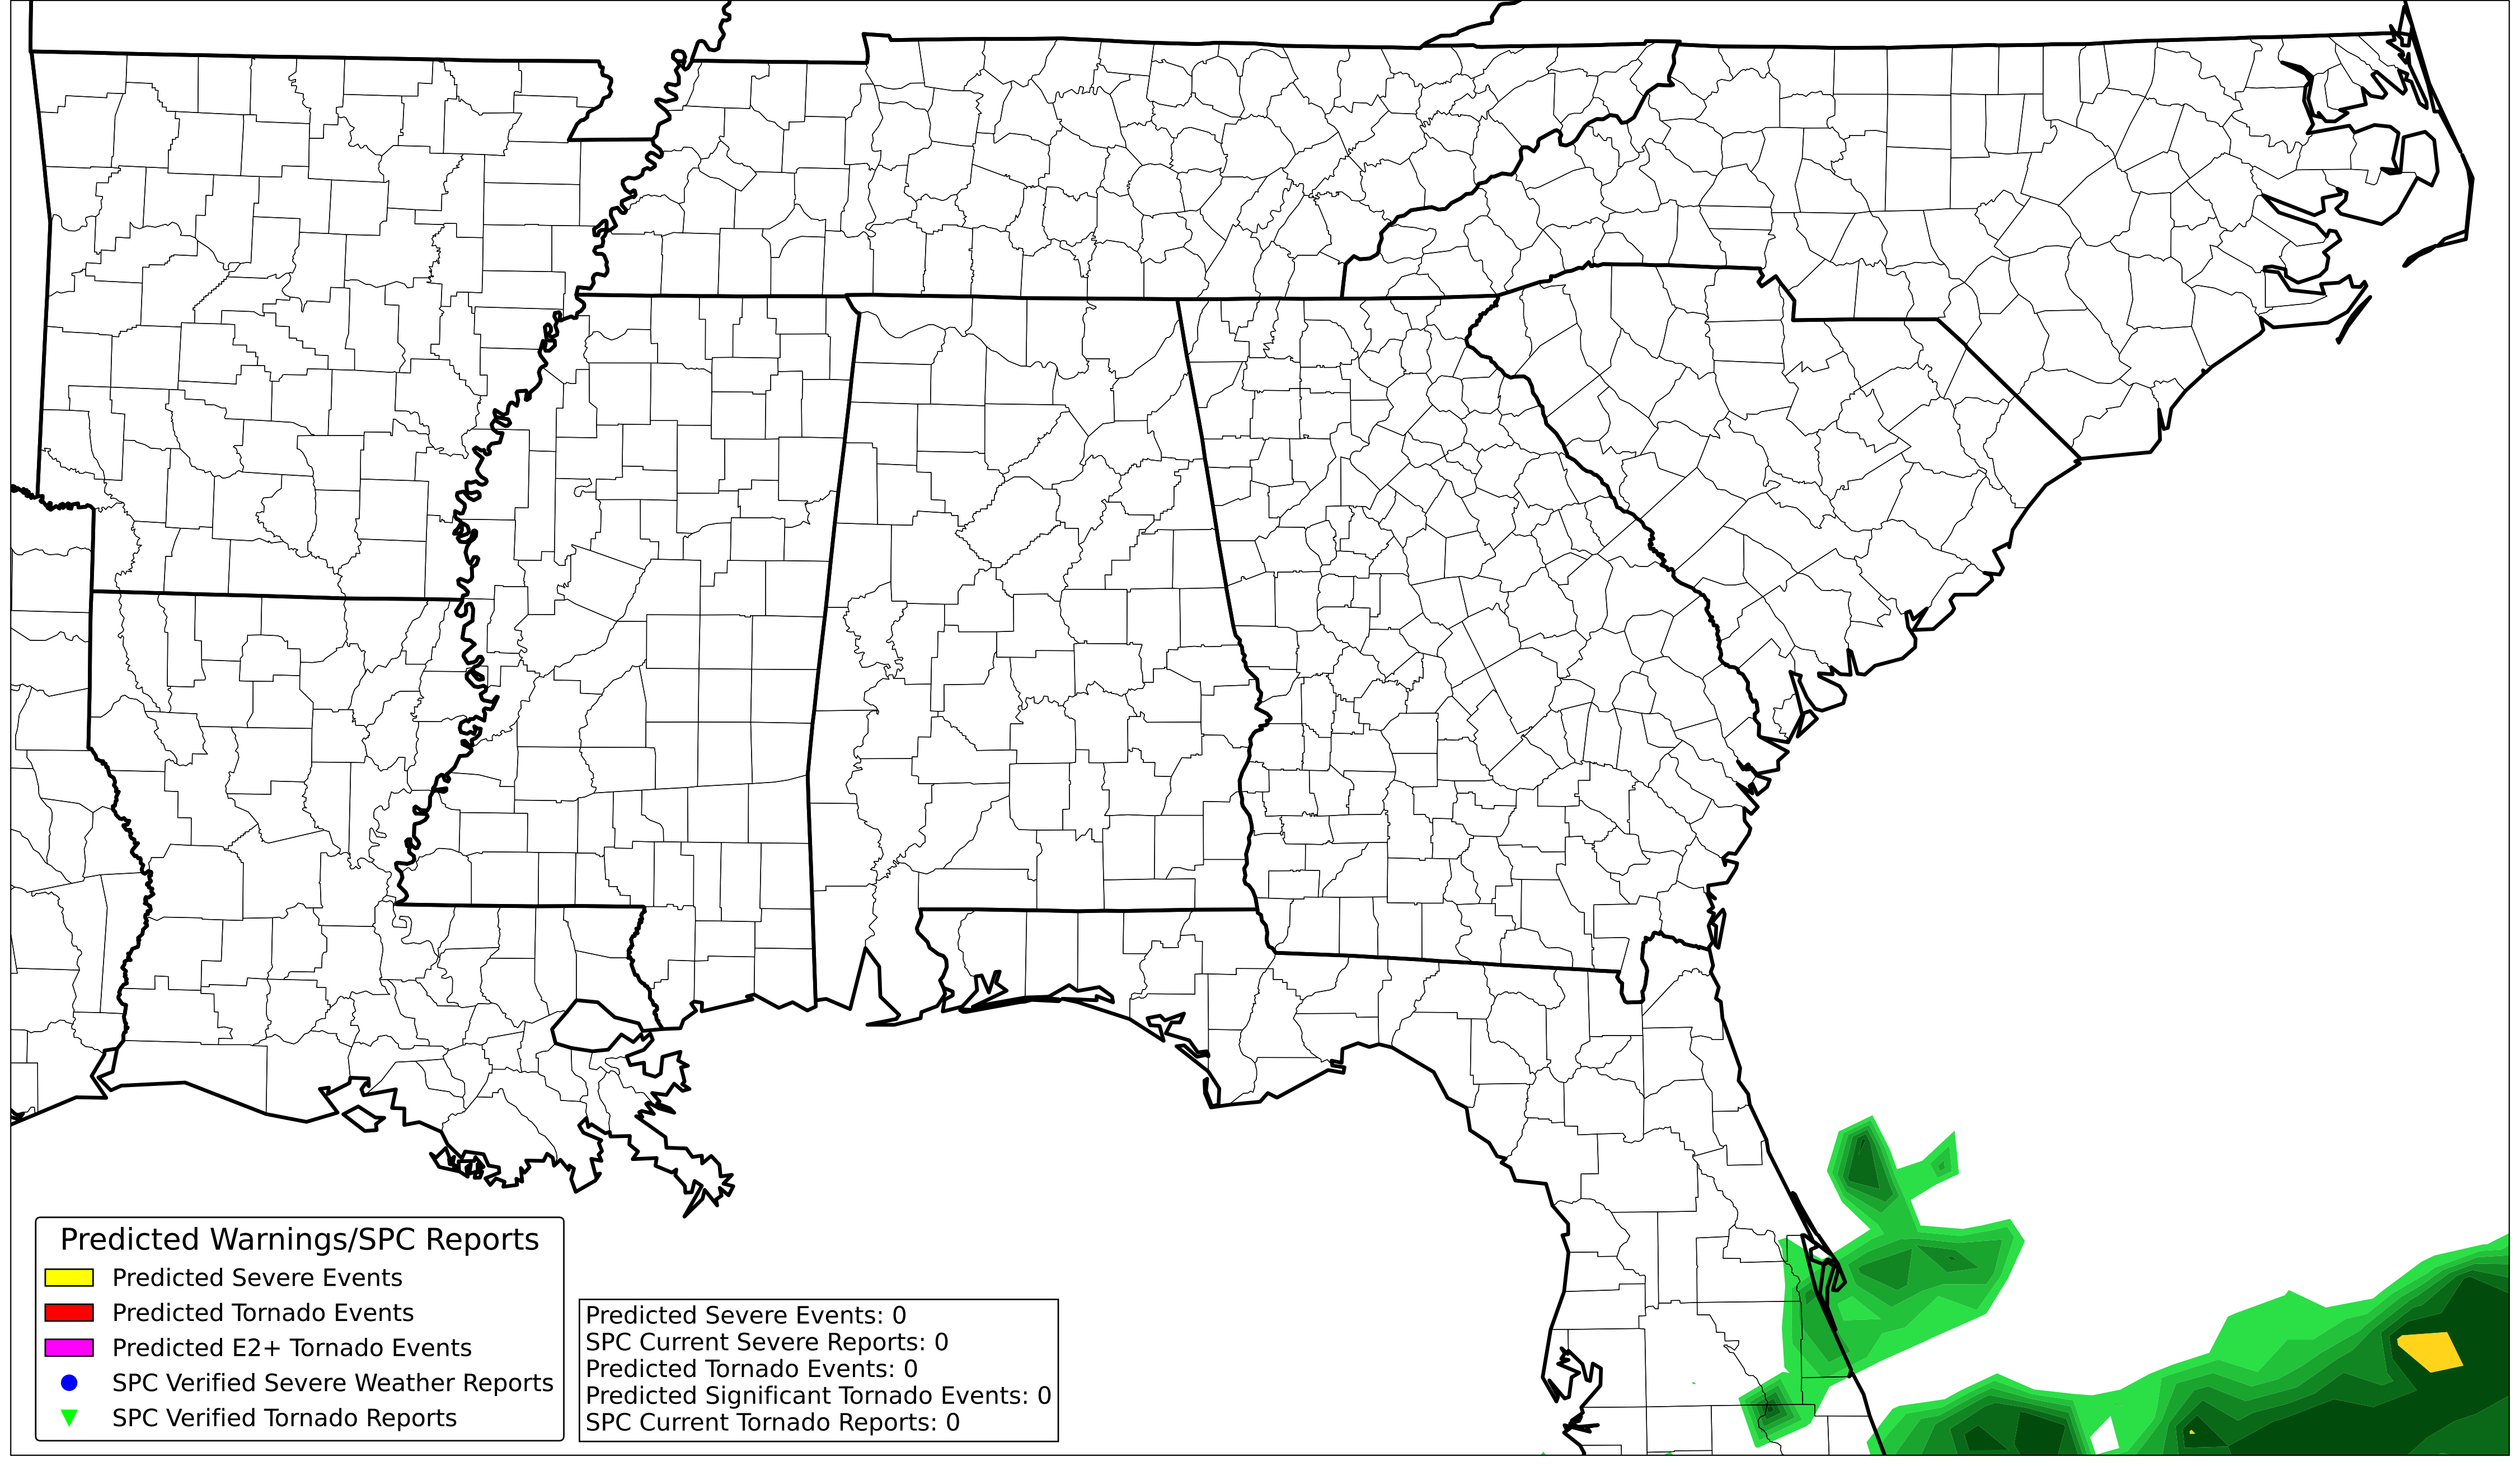 Predicted Warnings/SPC Reports
Predicted Severe Events
Predicted Tornado Events
Predicted E2+ Tornado Events
SPC Verified Severe Weather Reports
SPC Verified Tornado Reports
Predicted Severe Events: 0
SPC Current Severe Reports: 0
Predicted Tornado Events: 0
Predicted Significant Tornado Events: 0
SPC Current Tornado Reports: 0